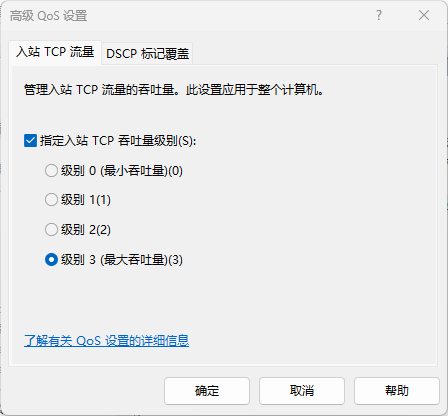 高级 QoS 设置
入站 TCP 流量
DSCP 标记覆盖
管理入站 TCP 流量的吞吐量。此设置应用于整个计算机。
指定入站 TCP 吞吐量级别(S):
级别 0 (最小吞吐量)(0)
级别 1(1)
级别 2(2)
级别 3 (最大吞吐量)(3)
了解有关 QoS 设置的详细信息
确定
取消
帮助